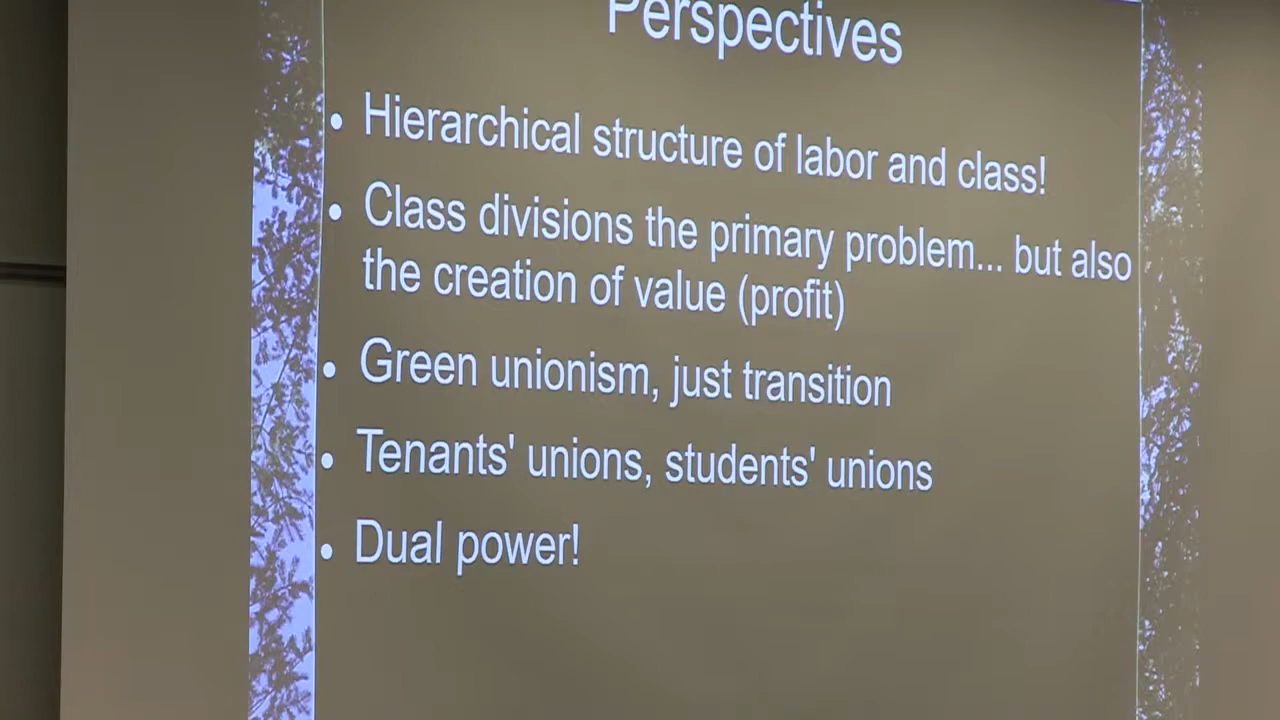 Perspectives
• Hierarchical structure of labor and class!
• Class divisions the primary problem... but also
the creation of value (profit)
• Green unionism, just transition
• Tenants' unions, students' unions
• Dual power!